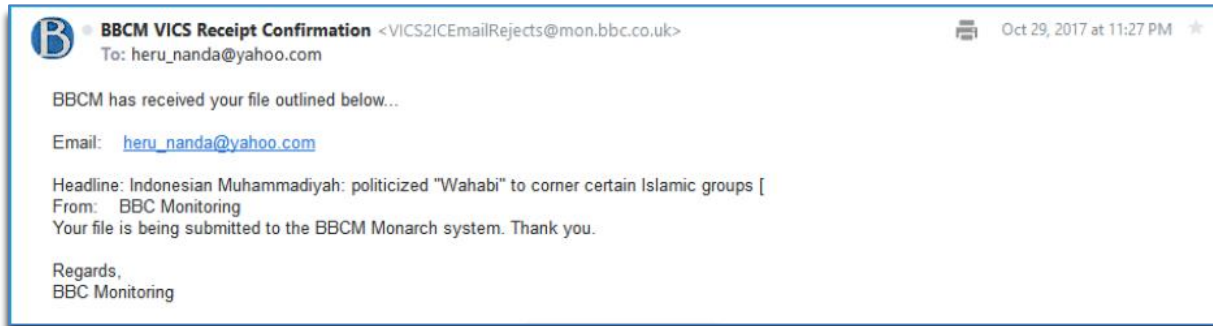 B
BBCM VICS Receipt Confirmation <VICS2ICEmailRejects@mon.bbc.co.uk> Oct 29, 2017 at 11:27 PM
To: heru_nanda@yahoo.com
BBCM has received your file outlined below...
Email: heru_nanda@yahoo.com
Headline: Indonesian Muhammadiyah: politicized "Wahabi" to corner certain Islamic groups [
From: BBC Monitoring
Your file is being submitted to the BBCM Monarch system. Thank you.
Regards,
BBC Monitoring